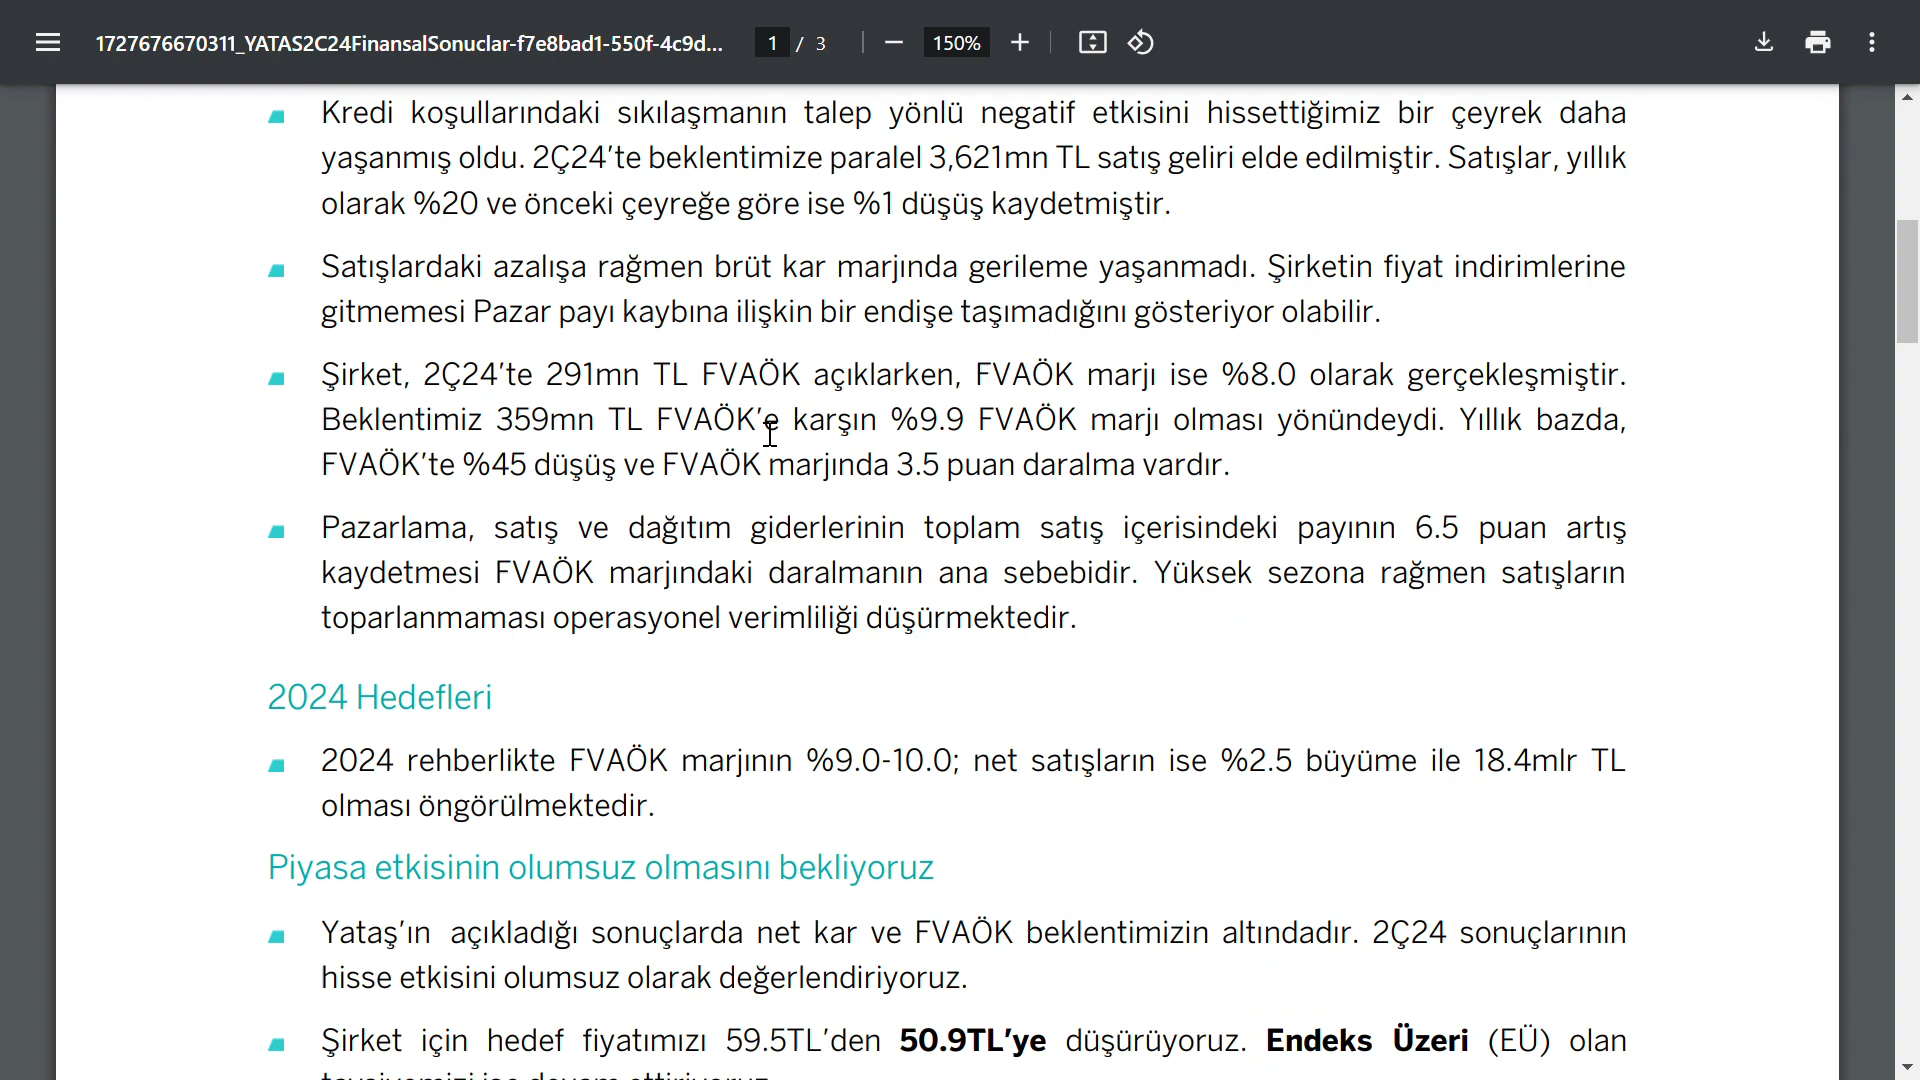 1727676670311_YATAS2C24FinansalSonuclar-f7e8bad1-550f-4c9d...
1 / 3
150%
Kredi koşullarındaki sıkılaşmanın talep yönlü negatif etkisini hissettiğimiz bir çeyrek daha
yaşanmış oldu. 2Ç24’te beklentimize paralel 3,621mn TL satış geliri elde edilmiştir. Satışlar, yıllık
olarak %20 ve önceki çeyreğe göre ise %1 düşüş kaydetmiştir.
Satışlardaki azalışa rağmen brüt kar marjında gerileme yaşanmadı. Şirketin fiyat indirimlerine
gitmemesi Pazar payı kaybına ilişkin bir endişe taşımadığını gösteriyor olabilir.
Şirket, 2Ç24’te 291mn TL FVAÖK açıklarken, FVAÖK marjı ise %8.0 olarak gerçekleşmiştir.
Beklentimiz 359mn TL FVAÖK’e karşın %9.9 FVAÖK marjı olması yönündeydi. Yıllık bazda,
FVAÖK’te %45 düşüş ve FVAÖK marjında 3.5 puan daralma vardır.
Pazarlama, satış ve dağıtım giderlerinin toplam satış içerisindeki payının 6.5 puan artış
kaydetmesi FVAÖK marjındaki daralmanın ana sebebidir. Yüksek sezona rağmen satışların
toparlanmaması operasyonel verimliliği düşürmektedir.
2024 Hedefleri
2024 rehberlikte FVAÖK marjının %9.0-10.0; net satışların ise %2.5 büyüme ile 18.4mlr TL
olması öngörülmektedir.
Piyasa etkisinin olumsuz olmasını bekliyoruz
Yataş’ın açıkladığı sonuçlarda net kar ve FVAÖK beklentimizin altındadır. 2Ç24 sonuçlarının
hisse etkisini olumsuz olarak değerlendiriyoruz.
Şirket için hedef fiyatımızı 59.5TL’den 50.9TL’ye düşürüyoruz. Endeks Üzeri (EÜ) olan
tavsiyemizi ise devam ettiriyoruz.